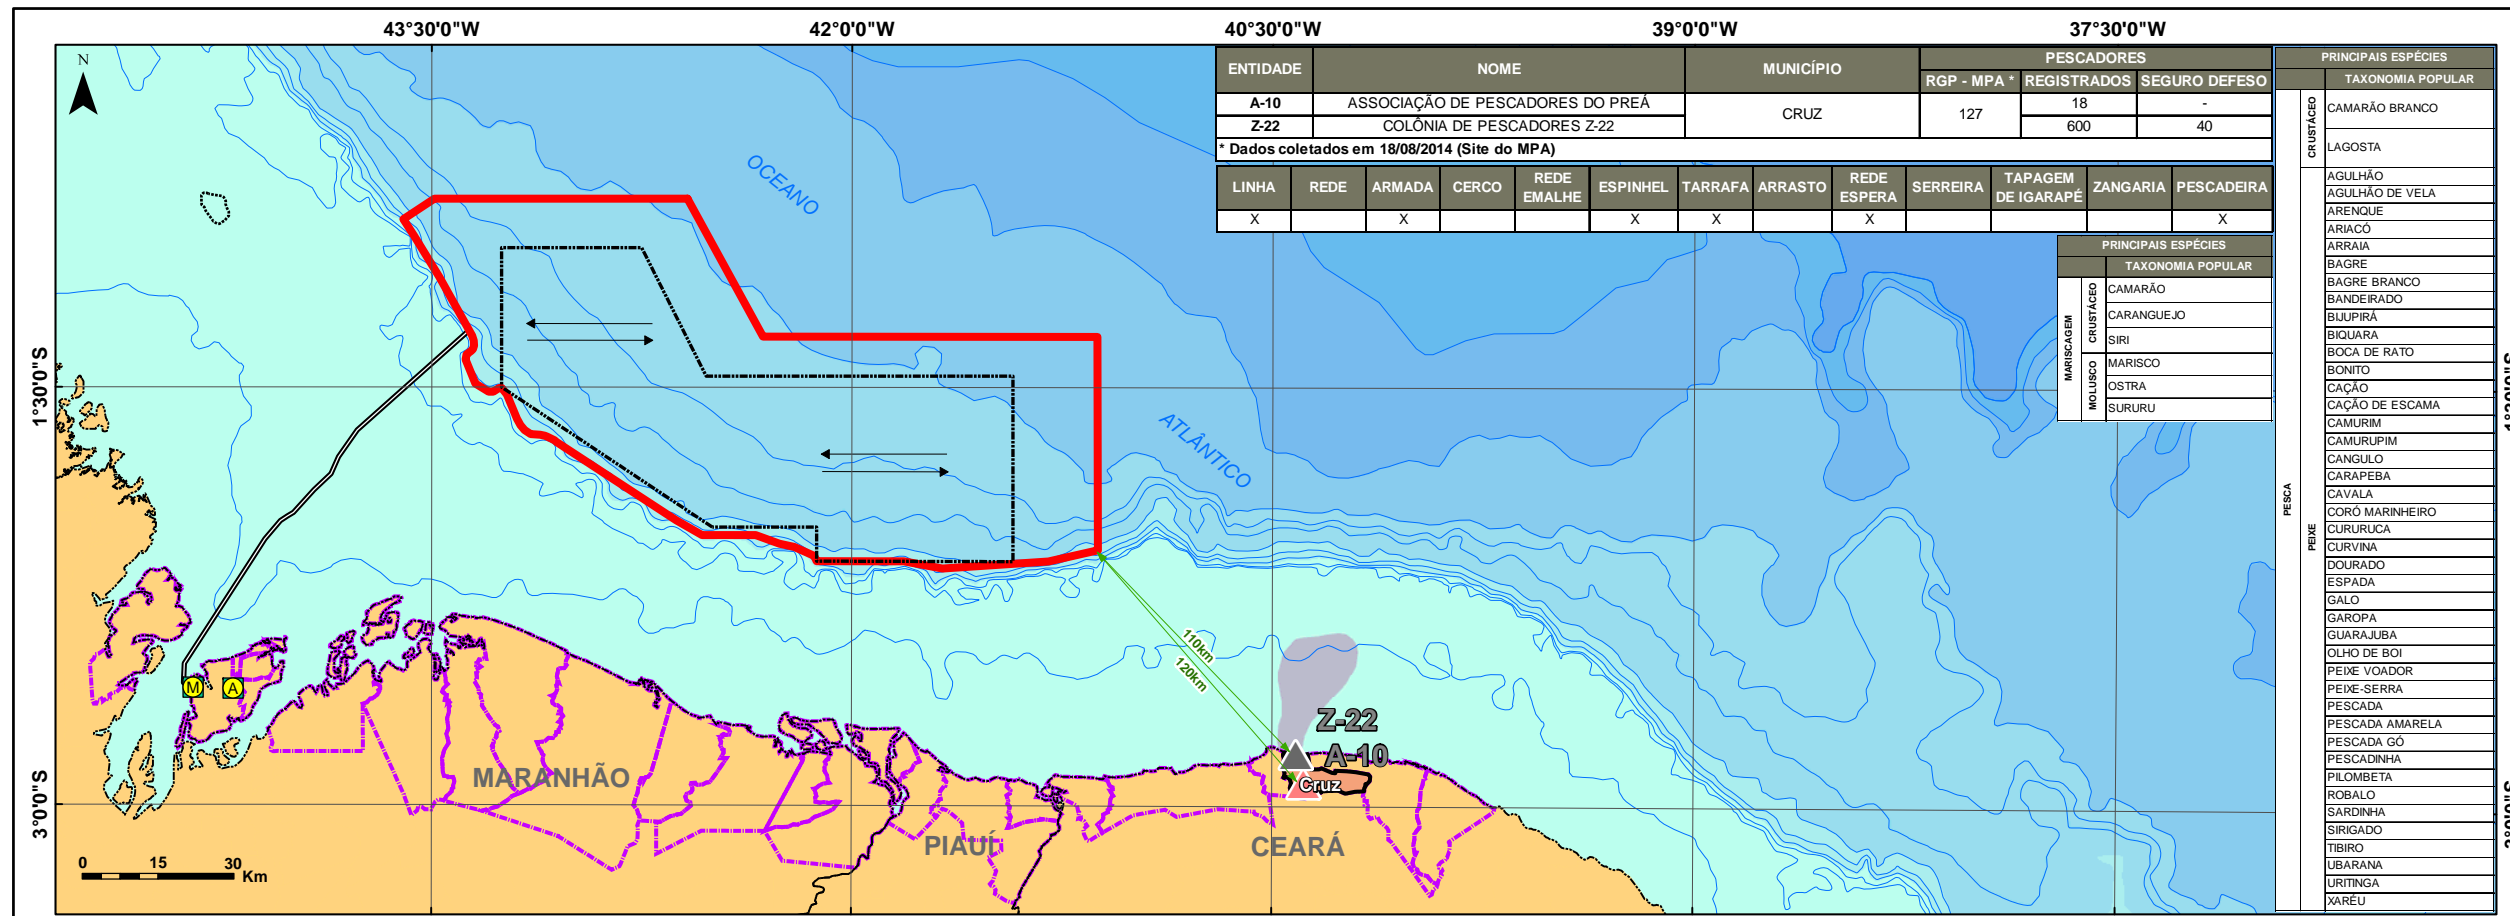 43°30'0"W 42°0'0"W 40°30'0"W 39°0'0"W 37°30'0"W
N
ENTIDADE NOME MUNICÍPIO PESCADORES
RGP - MPA * REGISTRADOS SEGURO DEFESO
A-10 ASSOCIAÇÃO DE PESCADORES DO PREÁ CRUZ 127 18 -
Z-22 COLÔNIA DE PESCADORES Z-22 600 40
* Dados coletados em 18/08/2014 (Site do MPA)
LINHA REDE ARMADA CERCO REDE EMALHE ESPINHEL TARRAFA ARRASTO REDE ESPERA SERREIRA TAPAGEM DE IGARAPÉ ZANGARIA PESCADEIRA
X X X X X X
PRINCIPAIS ESPÉCIES
TAXONOMIA POPULAR
MARISCAGEM
CRUSTÁCEO
CAMARÃO
CARANGUEJO
SIRI
MOLUSCO
MARISCO
OSTRA
SURURU
PRINCIPAIS ESPÉCIES
TAXONOMIA POPULAR
PESCA
CRUSTÁCEO
CAMARÃO BRANCO
LAGOSTA
PEIXE
AGULHÃO
AGULHÃO DE VELA
ARENQUE
ARIACÓ
ARRAIA
BAGRE
BAGRE BRANCO
BANDEIRADO
BIJUPIRÁ
BIQUARA
BOCA DE RATO
BONITO
CAÇÃO
CAÇÃO DE ESCAMA
CAMURIM
CAMURUPIM
CANGULO
CARAPEBA
CAVALA
CORÓ MARINHEIRO
CURURUCA
CURVINA
DOURADO
ESPADA
GALO
GAROPA
GUARAJUBA
OLHO DE BOI
PEIXE VOADOR
PEIXE-SERRA
PESCADA
PESCADA AMARELA
PESCADA GÓ
PESCADINHA
PILOMBETA
ROBALO
SARDINHA
SIRIGADO
TIBIRO
UBARANA
URITINGA
XARÉU
OCEANO
ATLÂNTICO
1°30'0"S
110km
120km
M A
Z-22
A-10
Cruz
MARANHÃO
PIAUÍ
CEARÁ
3°0'0"S
0 15 30
Km